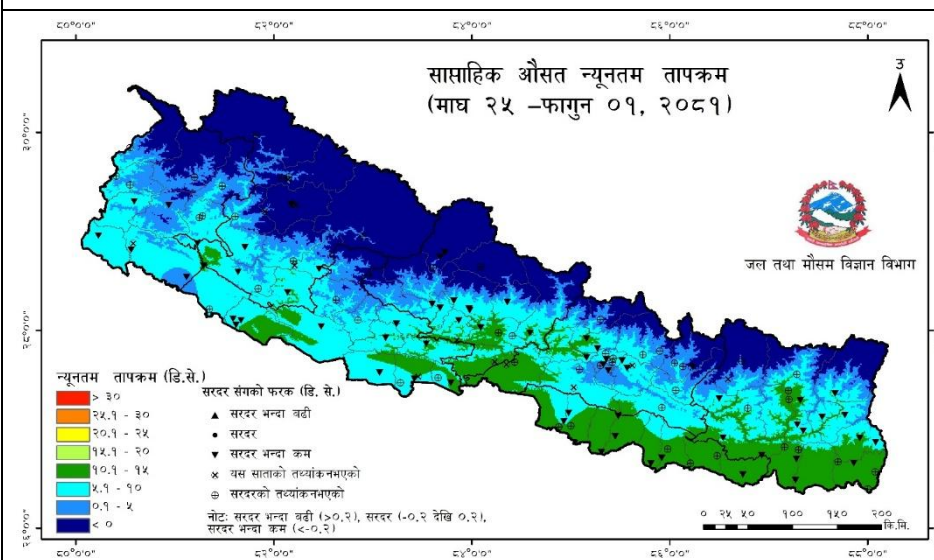 ८०°०'०"
८२°०'०"
८४°०'०"
८६°०'०"
८८°०'०"
साप्ताहिक औसत न्यूनतम तापक्रम
(माघ २५ –फागुन ०१, २०८१)
उ
३०°०'०"
२८°०'०"
२६°०'०"
जल तथा मौसम विज्ञान विभाग
न्यूनतम तापक्रम (डि.से.)
> ३०
२५.१ - ३०
२०.१ - २५
१५.१ - २०
१०.१ - १५
५.१ - १०
०.१ - ५
< ०
सरदर संगको फरक (डि. से.)
सरदर भन्दा बढी
सरदर
सरदर भन्दा कम
यस साताको तथ्यांकनभएको
सरदरको तथ्यांकनभएको
नोटः सरदर भन्दा बढी (>०.२), सरदर (-०.२ देखि ०.२),
सरदर भन्दा कम (<-०.२)
० २५ ५० १०० १५० २००
कि.मि.
८०°०'०"
८२°०'०"
८४°०'०"
८६°०'०"
८८°०'०"